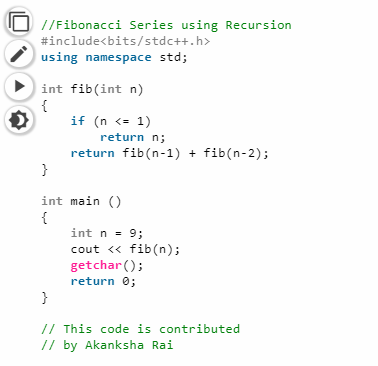 //Fibonacci Series using Recursion
#include<bits/stdc++.h>
using namespace std;

int fib(int n)
{
    if (n <= 1)
        return n;
    return fib(n-1) + fib(n-2);
}

int main ()
{
    int n = 9;
    cout << fib(n);
    getchar();
    return 0;
}

// This code is contributed
// by Akanksha Rai